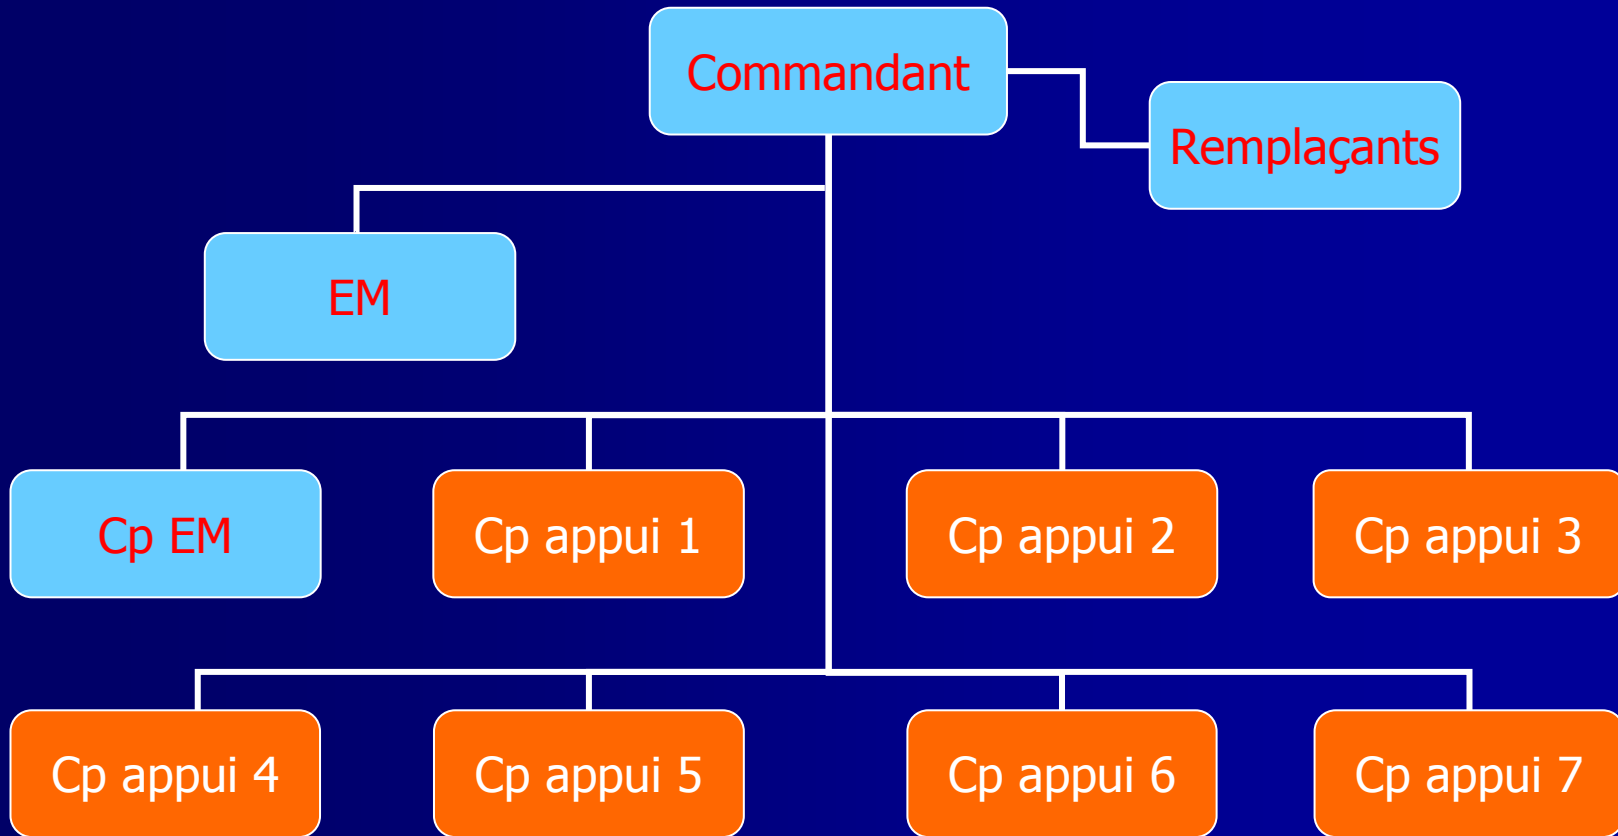 Commandant
Remplaçants
EM
Cp EM
Cp appui 1
Cp appui 2
Cp appui 3
Cp appui 4
Cp appui 5
Cp appui 6
Cp appui 7